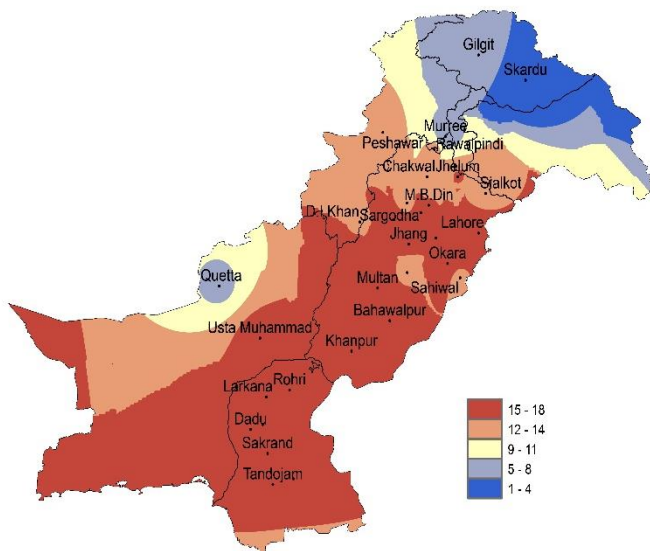 Gilgit
Skardu
Murree
Peshawar
Rawalpindi
Chakwal
Jhelum
Sjalkot
M.B.Din
D.I.Khan
Sargodha
Lahore
Jhang
Okara
Quetta
Multan
Sahiwal
Bahawalpur
Usta Muhammad
Khanpur
Rohri
Larkana
Dadu
Sakrand
Tandojam
15 - 18
12 - 14
9 - 11
5 - 8
1 - 4